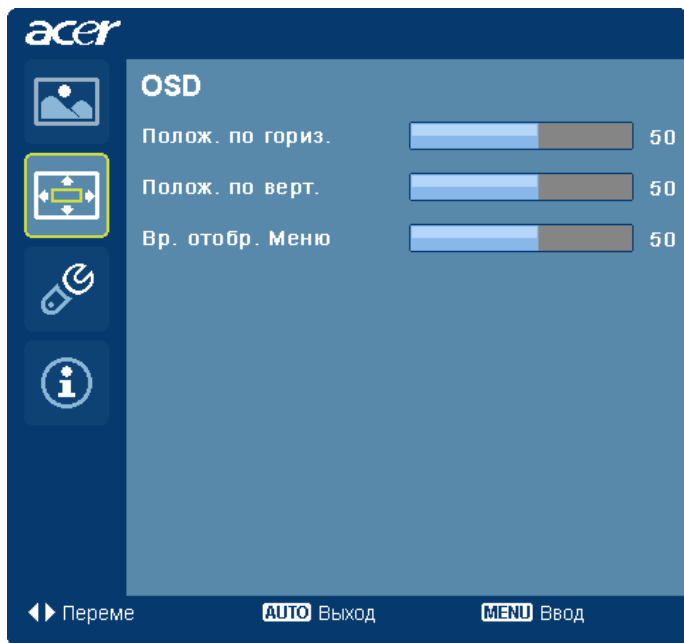 acer
OSD
Полож. по гориз. 50
Полож. по верт. 50
Вр. отобр. Меню 50
Переме AUTO Выход MENU Ввод